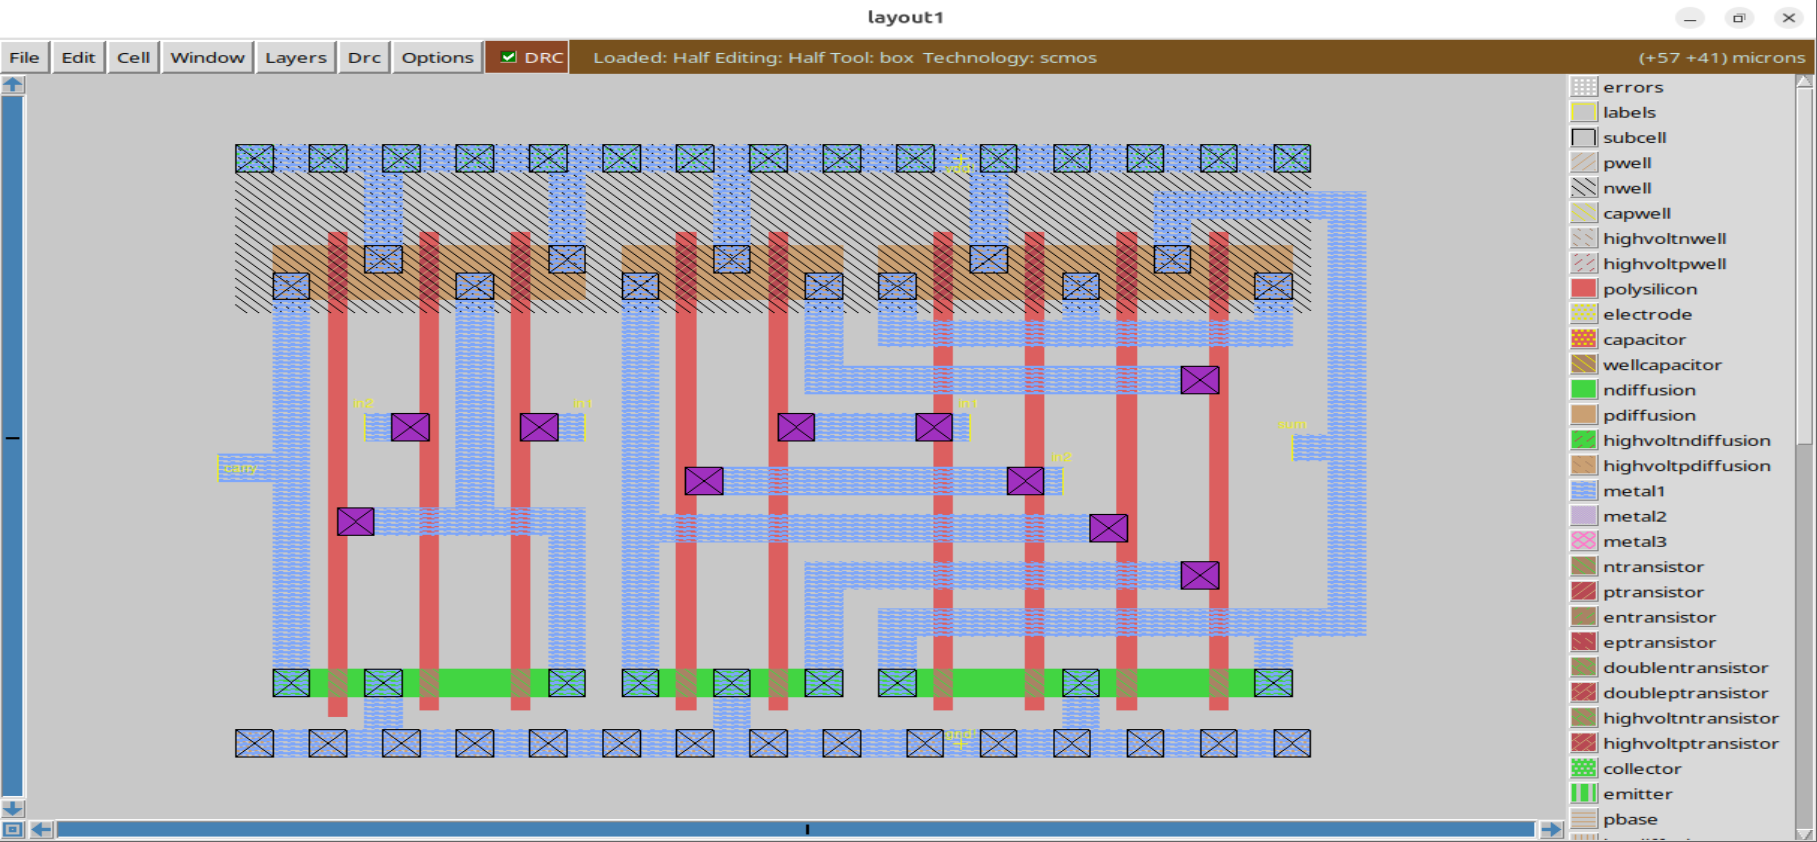 layout1
File Edit Cell Window Layers Drc Options DRC Loaded: Half Editing: Half Tool: box Technology: scmos (+57 +41) microns
in2
in1
carry
in1
in2
sum
gnd!
errors
labels
subcell
pwell
nwell
capwell
highvoltnwell
highvoltpwell
polysilicon
electrode
capacitor
wellcapacitor
ndiffusion
pdiffusion
highvoltndiffusion
highvoltpdiffusion
metal1
metal2
metal3
ntransistor
ptransistor
entransistor
eptransistor
doublentransistor
doubleptransistor
highvoltntransistor
highvoltptransistor
collector
emitter
pbase